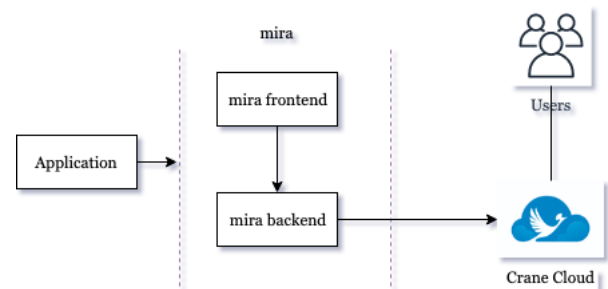 mira
mira frontend
Users
Application
mira backend
Crane Cloud